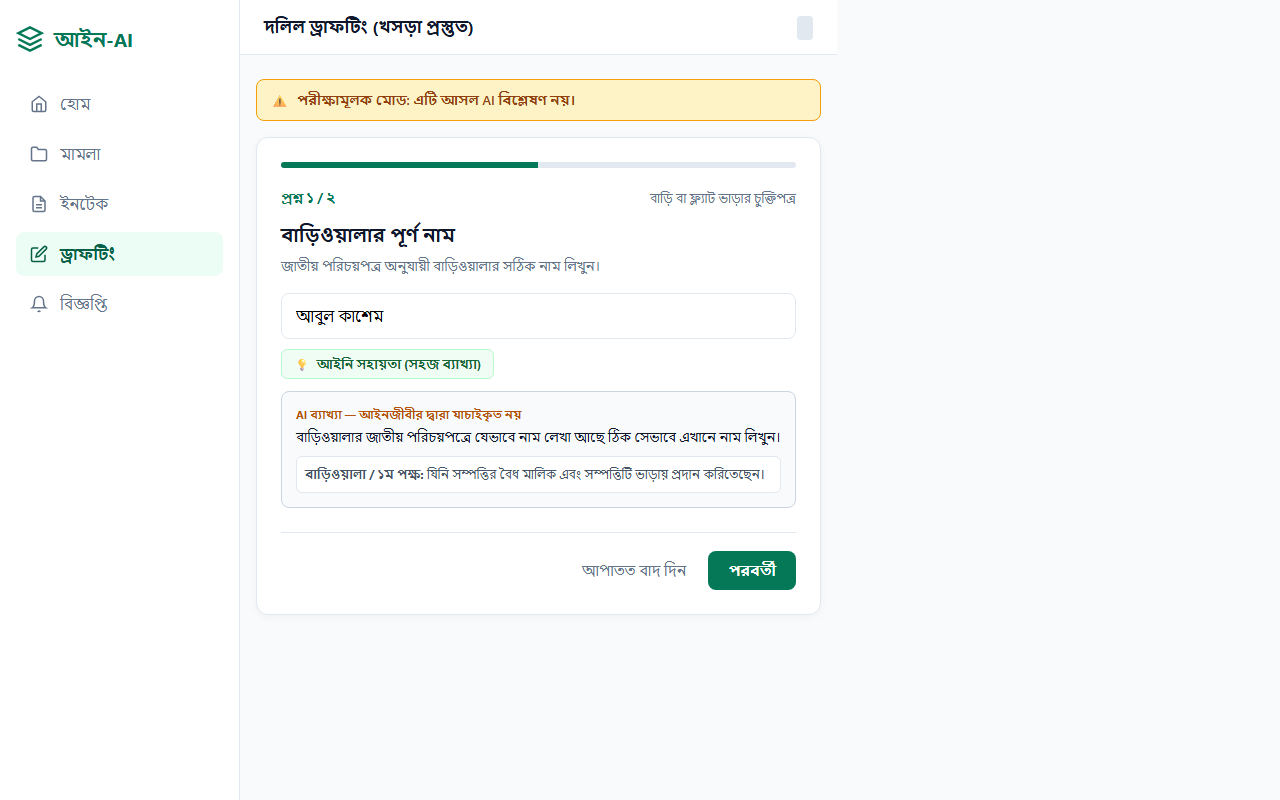 আইন-AI
হোম
মামলা
ইনটেক
ড্রাফটিং
বিজ্ঞপ্তি
দলিল ড্রাফটিং (খসড়া প্রস্তুত)
⚠️ পরীক্ষামূলক মোড: এটি আসল AI বিশ্লেষণ নয়।
প্রশ্ন ১ / ২
বাড়ি বা ফ্ল্যাট ভাড়ার চুক্তিপত্র
বাড়িওয়ালার পূর্ণ নাম
জাতীয় পরিচয়পত্র অনুযায়ী বাড়িওয়ালার সঠিক নাম লিখুন।
আবুল কাশেম
💡 আইনি সহায়তা (সহজ ব্যাখ্যা)
AI ব্যাখ্যা — আইনজীবীর দ্বারা যাচাইকৃত নয়
বাড়িওয়ালার জাতীয় পরিচয়পত্রে যেভাবে নাম লেখা আছে ঠিক সেভাবে এখানে নাম লিখুন।
বাড়িওয়ালা / ১ম পক্ষ: যিনি সম্পত্তির বৈধ মালিক এবং সম্পত্তিটি ভাড়ায় প্রদান করিতেছেন।
আপাতত বাদ দিন
পরবর্তী